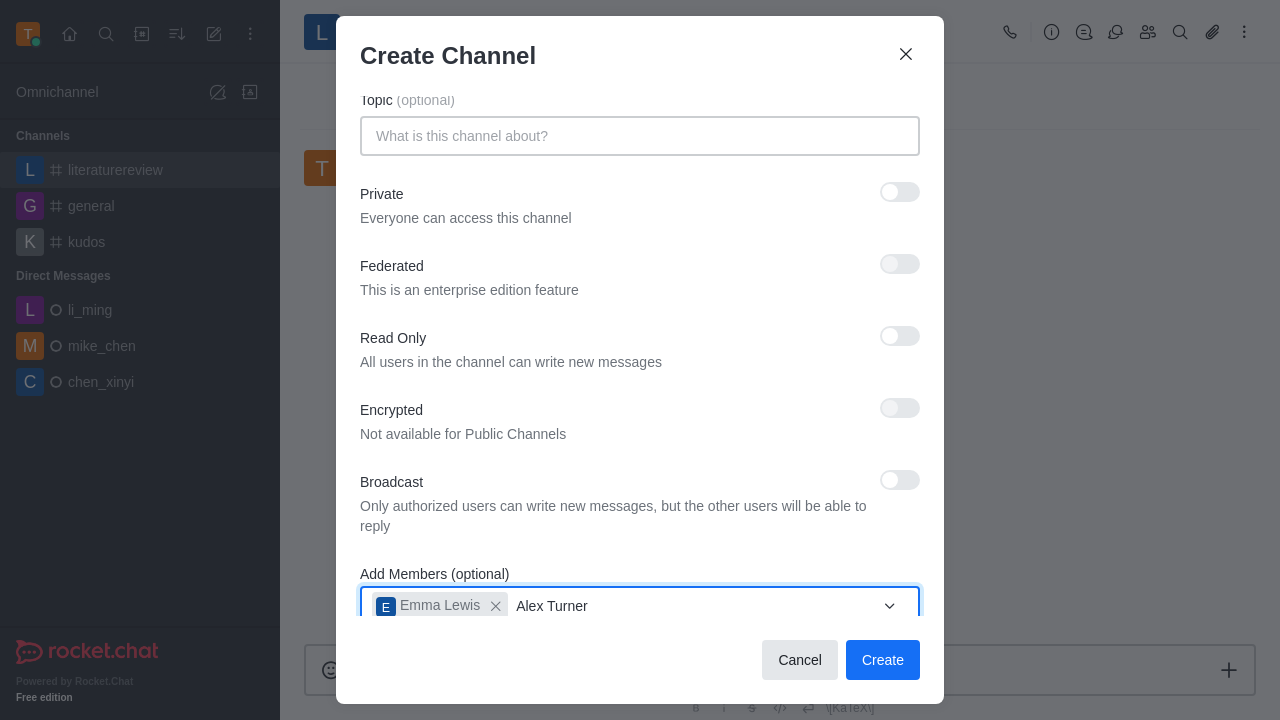 T
Omnichannel
Channels
L literaturereview
G general
K kudos
Direct Messages
L li_ming
M mike_chen
C chen_xinyi
rocket.chat
Powered by Rocket.Chat
Free edition
L
T
Create Channel
Topic (optional)
What is this channel about?
Private
Everyone can access this channel
Federated
This is an enterprise edition feature
Read Only
All users in the channel can write new messages
Encrypted
Not available for Public Channels
Broadcast
Only authorized users can write new messages, but the other users will be able to
reply
Add Members (optional)
E Emma Lewis Alex Turner
Cancel Create
\[KaTeX\]